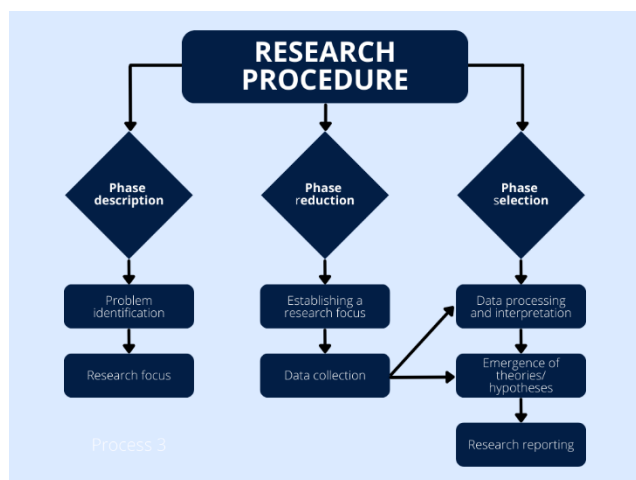 RESEARCH
PROCEDURE
Phase
description
Problem
identification
Research focus
Process 3
Phase
reduction
Establishing a
research focus
Data collection
Phase
selection
Data processing
and interpretation
Emergence of
theories/
hypotheses
Research reporting